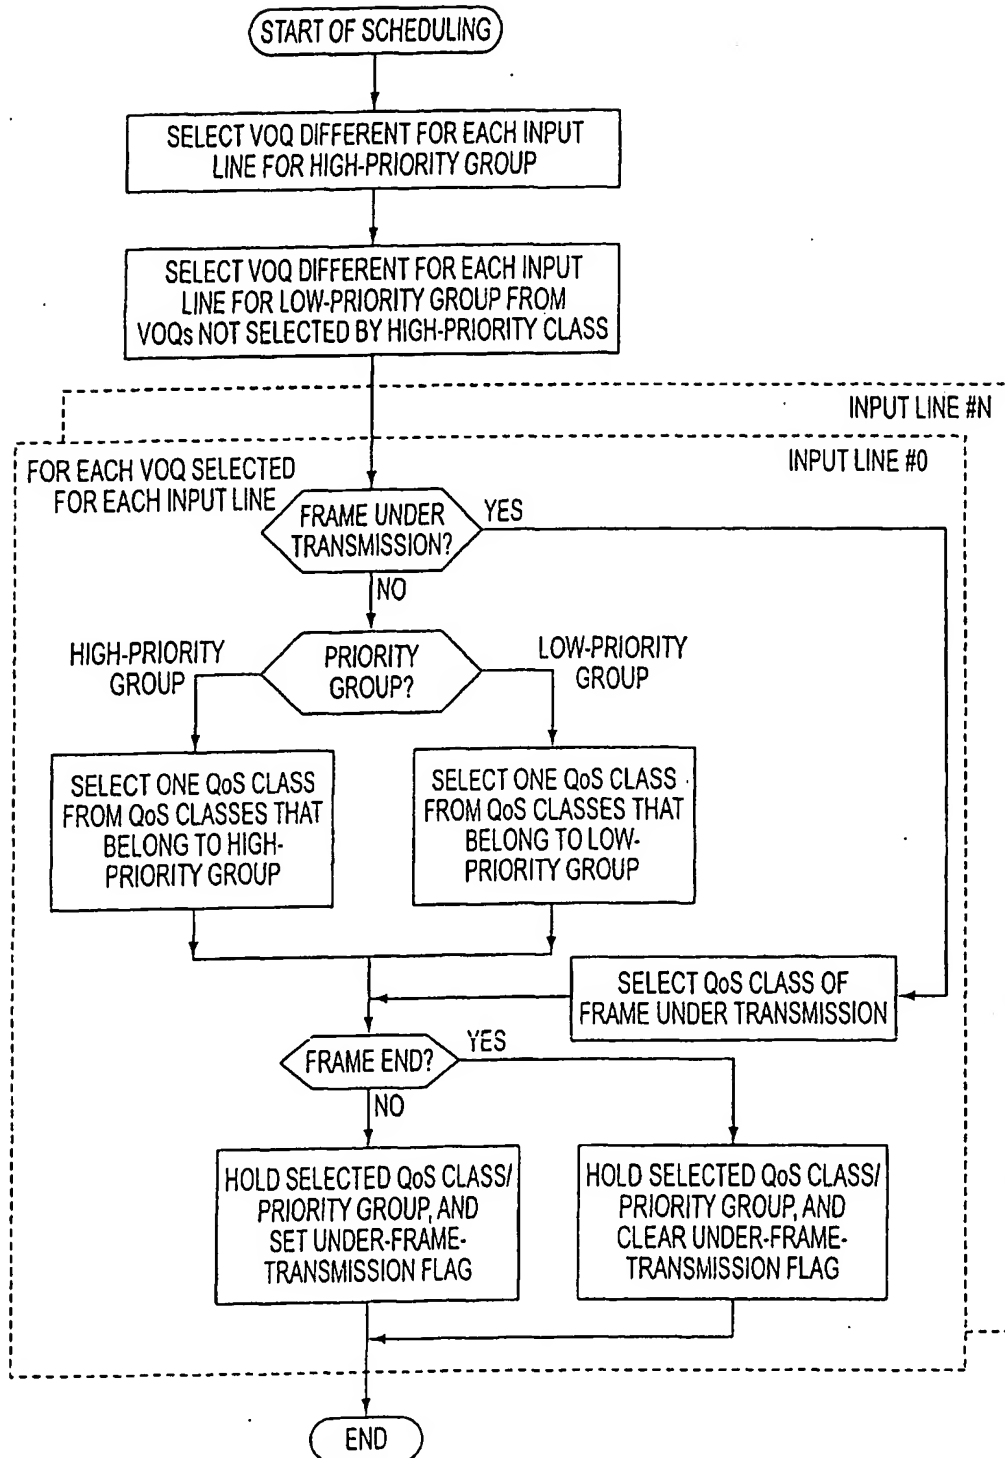 START OF SCHEDULING
SELECT VOQ DIFFERENT FOR EACH INPUT
LINE FOR HIGH-PRIORITY GROUP
SELECT VOQ DIFFERENT FOR EACH INPUT
LINE FOR LOW-PRIORITY GROUP FROM
VOQs NOT SELECTED BY HIGH-PRIORITY CLASS
INPUT LINE #N
INPUT LINE #0
FOR EACH VOQ SELECTED
FOR EACH INPUT LINE
FRAME UNDER
TRANSMISSION?
YES
NO
HIGH-PRIORITY
GROUP
PRIORITY
GROUP?
LOW-PRIORITY
GROUP
SELECT ONE QoS CLASS
FROM QoS CLASSES THAT
BELONG TO HIGH-
PRIORITY GROUP
SELECT ONE QoS CLASS
FROM QoS CLASSES THAT
BELONG TO LOW-
PRIORITY GROUP
SELECT QoS CLASS OF
FRAME UNDER TRANSMISSION
FRAME END?
YES
NO
HOLD SELECTED QoS CLASS/
PRIORITY GROUP, AND
SET UNDER-FRAME-
TRANSMISSION FLAG
HOLD SELECTED QoS CLASS/
PRIORITY GROUP, AND
CLEAR UNDER-FRAME-
TRANSMISSION FLAG
END